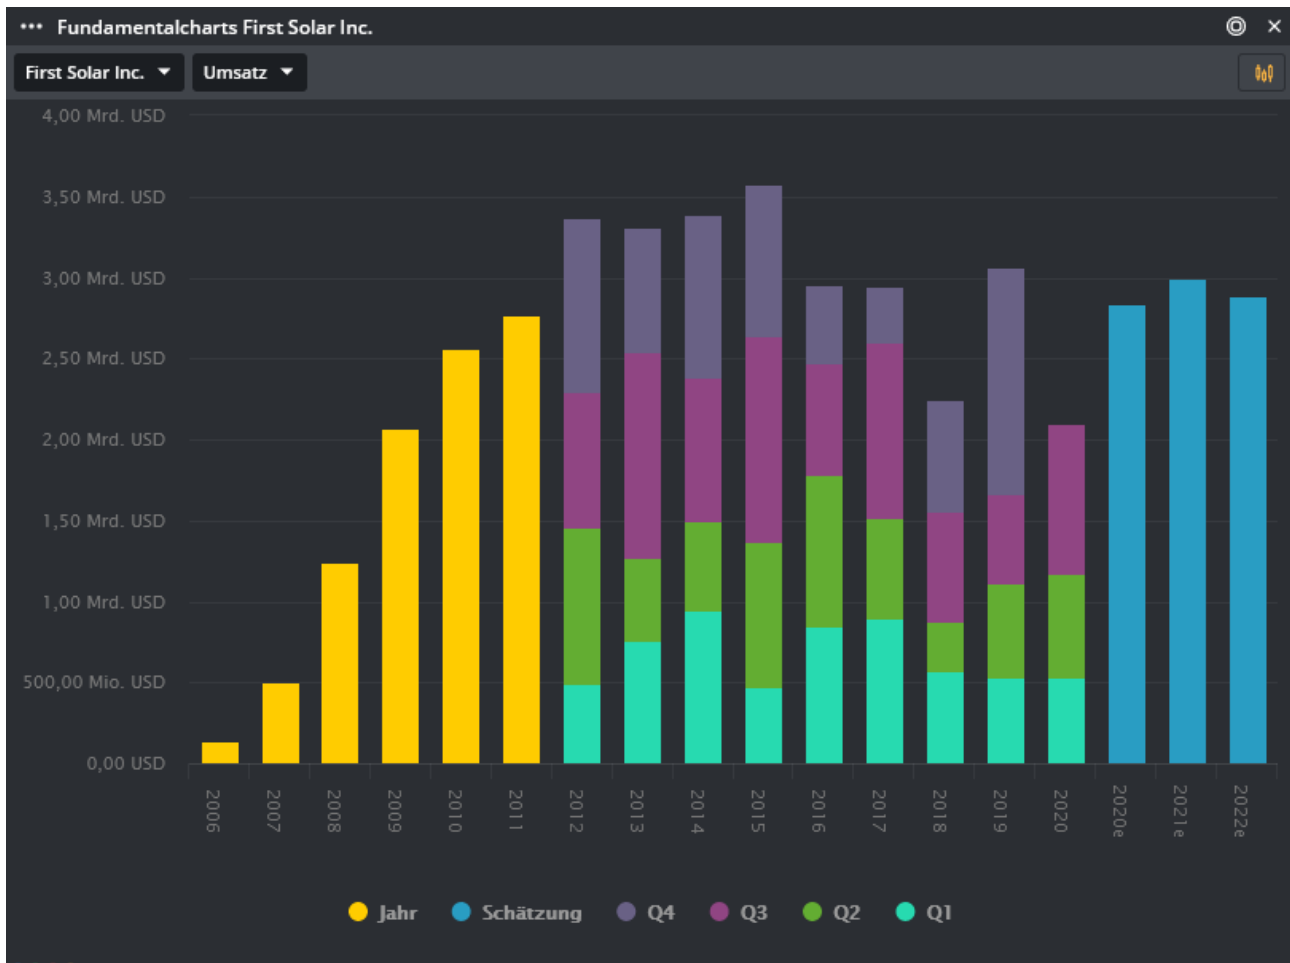 Fundamentalcharts First Solar Inc.
First Solar Inc. Umsatz
4,00 Mrd. USD
3,50 Mrd. USD
3,00 Mrd. USD
2,50 Mrd. USD
2,00 Mrd. USD
1,50 Mrd. USD
1,00 Mrd. USD
500,00 Mio. USD
0,00 USD
2006 2007 2008 2009 2010 2011 2012 2013 2014 2015 2016 2017 2018 2019 2020 2020e 2021e 2022e
Jahr Schätzung Q4 Q3 Q2 Q1